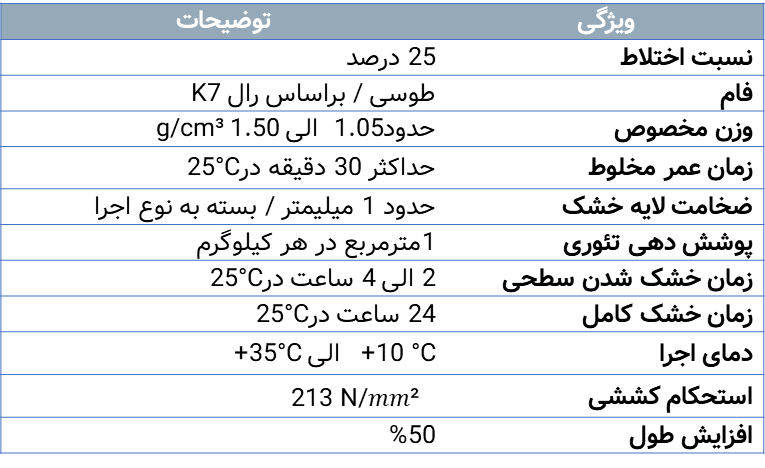 ویژگی توضیحات
نسبت اختلاط 25 درصد
فام طوسی / براساس رال K7
وزن مخصوص حدود1.05 الی 1.50 g/cm³
زمان عمر مخلوط حداکثر 30 دقیقه در25°C
ضخامت لایه خشک حدود 1 میلیمتر / بسته به نوع اجرا
پوشش دهی تئوری 1مترمربع در هر کیلوگرم
زمان خشک شدن سطحی 2 الی 4 ساعت در25°C
زمان خشک کامل 24 ساعت در25°C
دمای اجرا +10 °C الی +35°C
استحکام کششی 213 N/mm²
افزایش طول %50